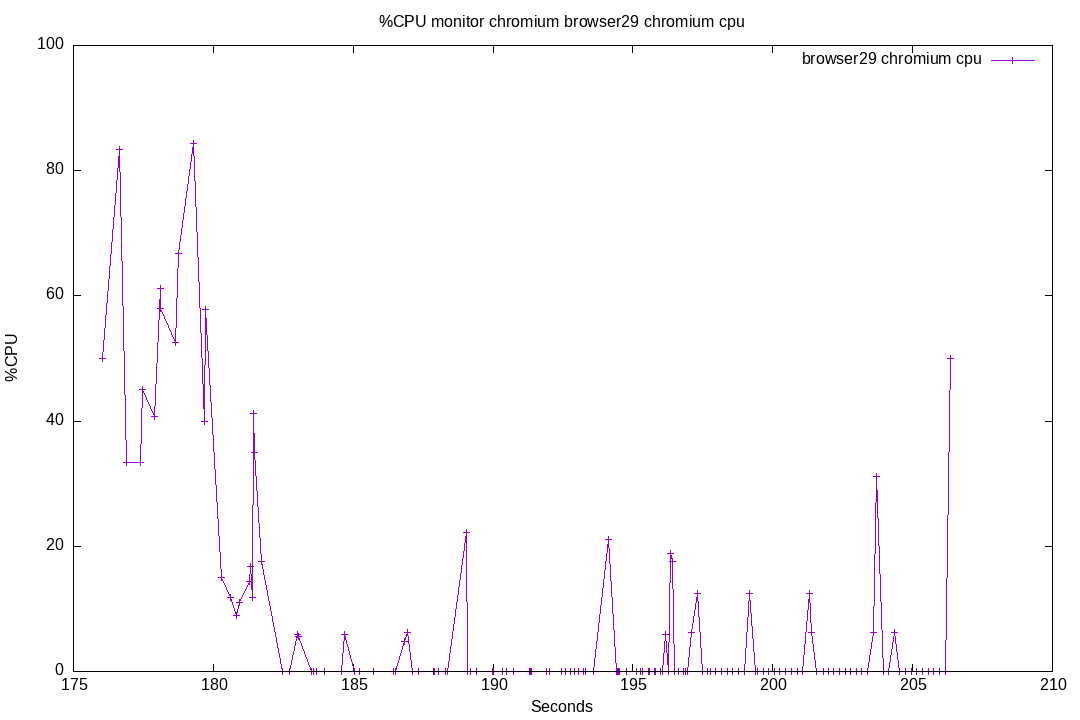 %CPU monitor chromium browser29 chromium cpu
browser29 chromium cpu
100
80
60
40
20
0
%CPU
175 180 185 190 195 200 205 210
Seconds